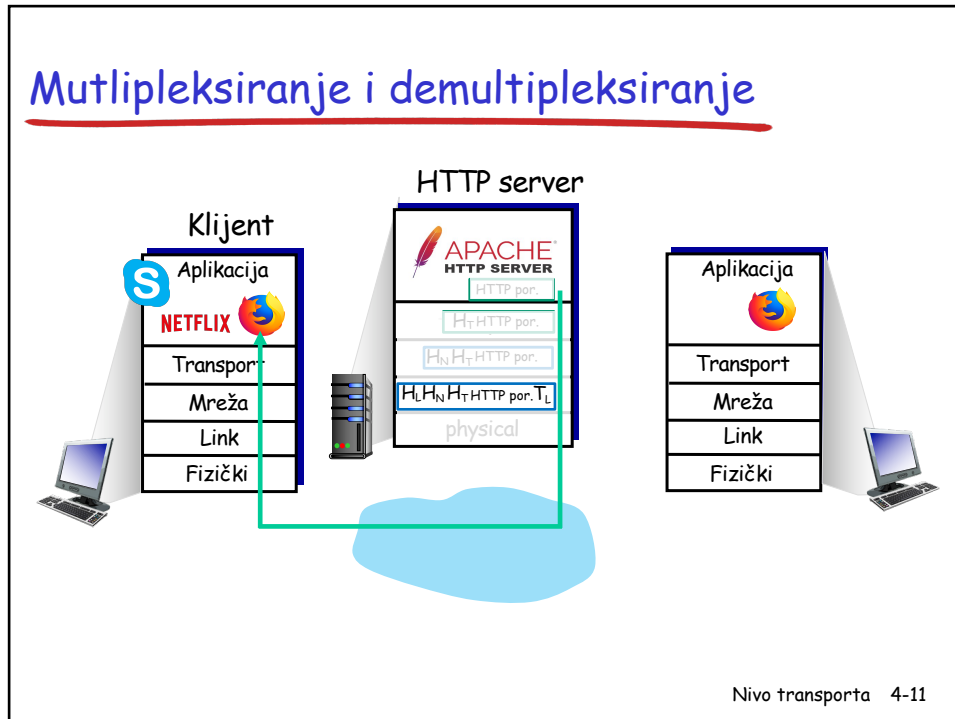 Mutlipleksiranje i demultipleksiranje
HTTP server
Klijent
Aplikacija
S
NETFLIX
Transport
Mreža
Link
Fizički
APACHE
HTTP SERVER
HTTP por.
HT HTTP por.
HN HT HTTP por.
HL HN HT HTTP por. TL
physical
Aplikacija
Transport
Mreža
Link
Fizički
Nivo transporta 4-11